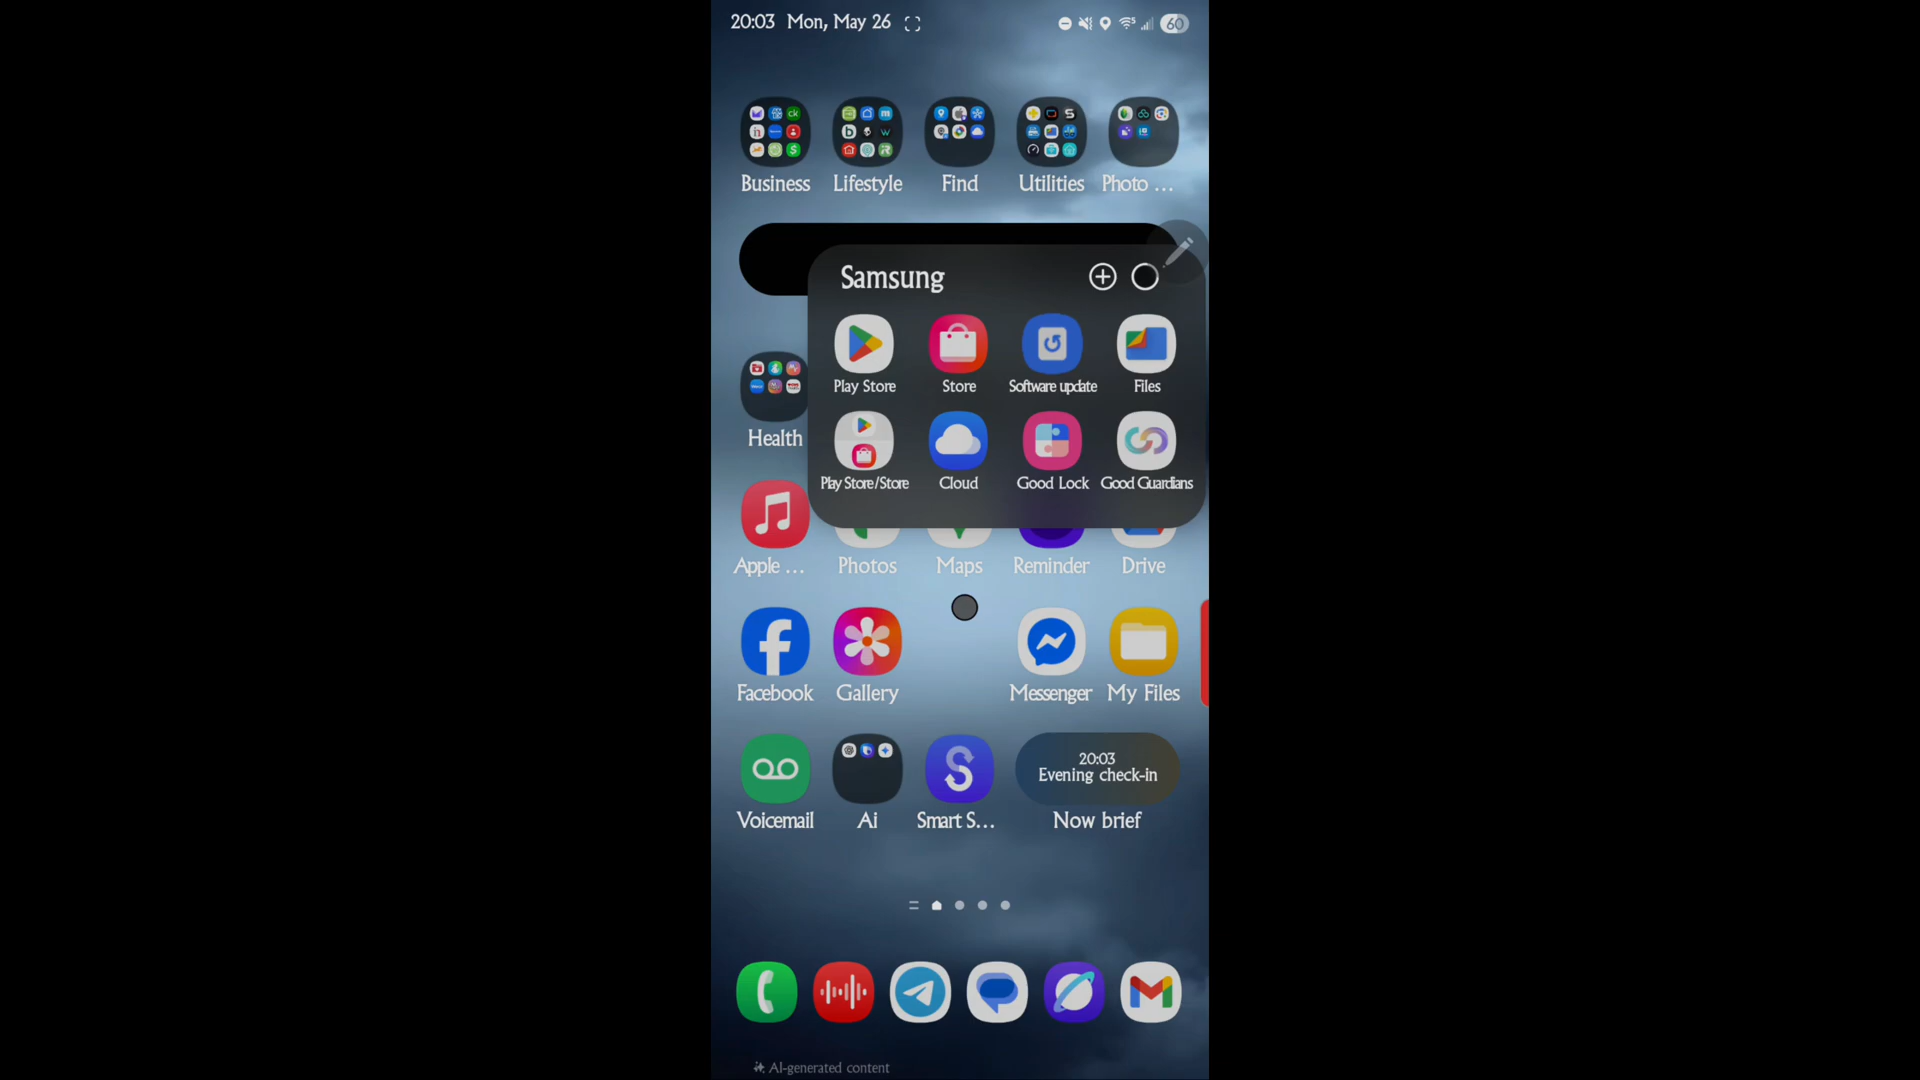 20:03 Mon, May 26
60
Business Lifestyle Find Utilities Photo ...
Samsung
Play Store Store Software update Files
Play Store/Store Cloud Good Lock Good Guardians
Health
Apple ... Photos Maps Reminder Drive
Facebook Gallery Messenger My Files
20:03
Evening check-in
Voicemail Ai Smart S... Now brief
AI-generated content